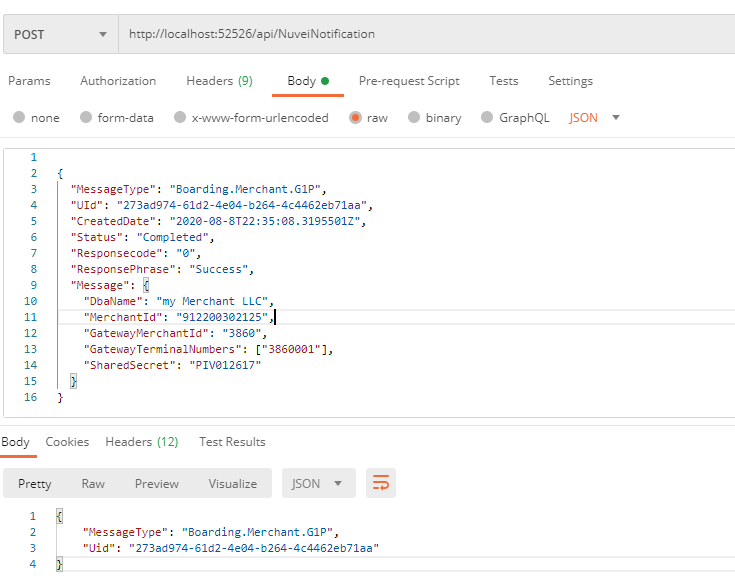 POST http://localhost:52526/api/NuveiNotification
Params Authorization Headers (9) Body Pre-request Script Tests Settings
none form-data x-www-form-urlencoded raw binary GraphQL JSON
1
2 {
3 "MessageType": "Boarding.Merchant.G1P",
4 "UId": "273ad974-61d2-4e04-b264-4c4462eb71aa",
5 "CreatedDate": "2020-08-8T22:35:08.3195501Z",
6 "Status": "Completed",
7 "Responsecode": "0",
8 "ResponsePhrase": "Success",
9 "Message": {
10 "DbaName": "my Merchant LLC",
11 "MerchantId": "912200302125",
12 "GatewayMerchantId": "3860",
13 "GatewayTerminalNumbers": ["3860001"],
14 "SharedSecret": "PIV012617"
15 }
16 }
Body Cookies Headers (12) Test Results
Pretty Raw Preview Visualize JSON
1 {
2 "MessageType": "Boarding.Merchant.G1P",
3 "Uid": "273ad974-61d2-4e04-b264-4c4462eb71aa"
4 }